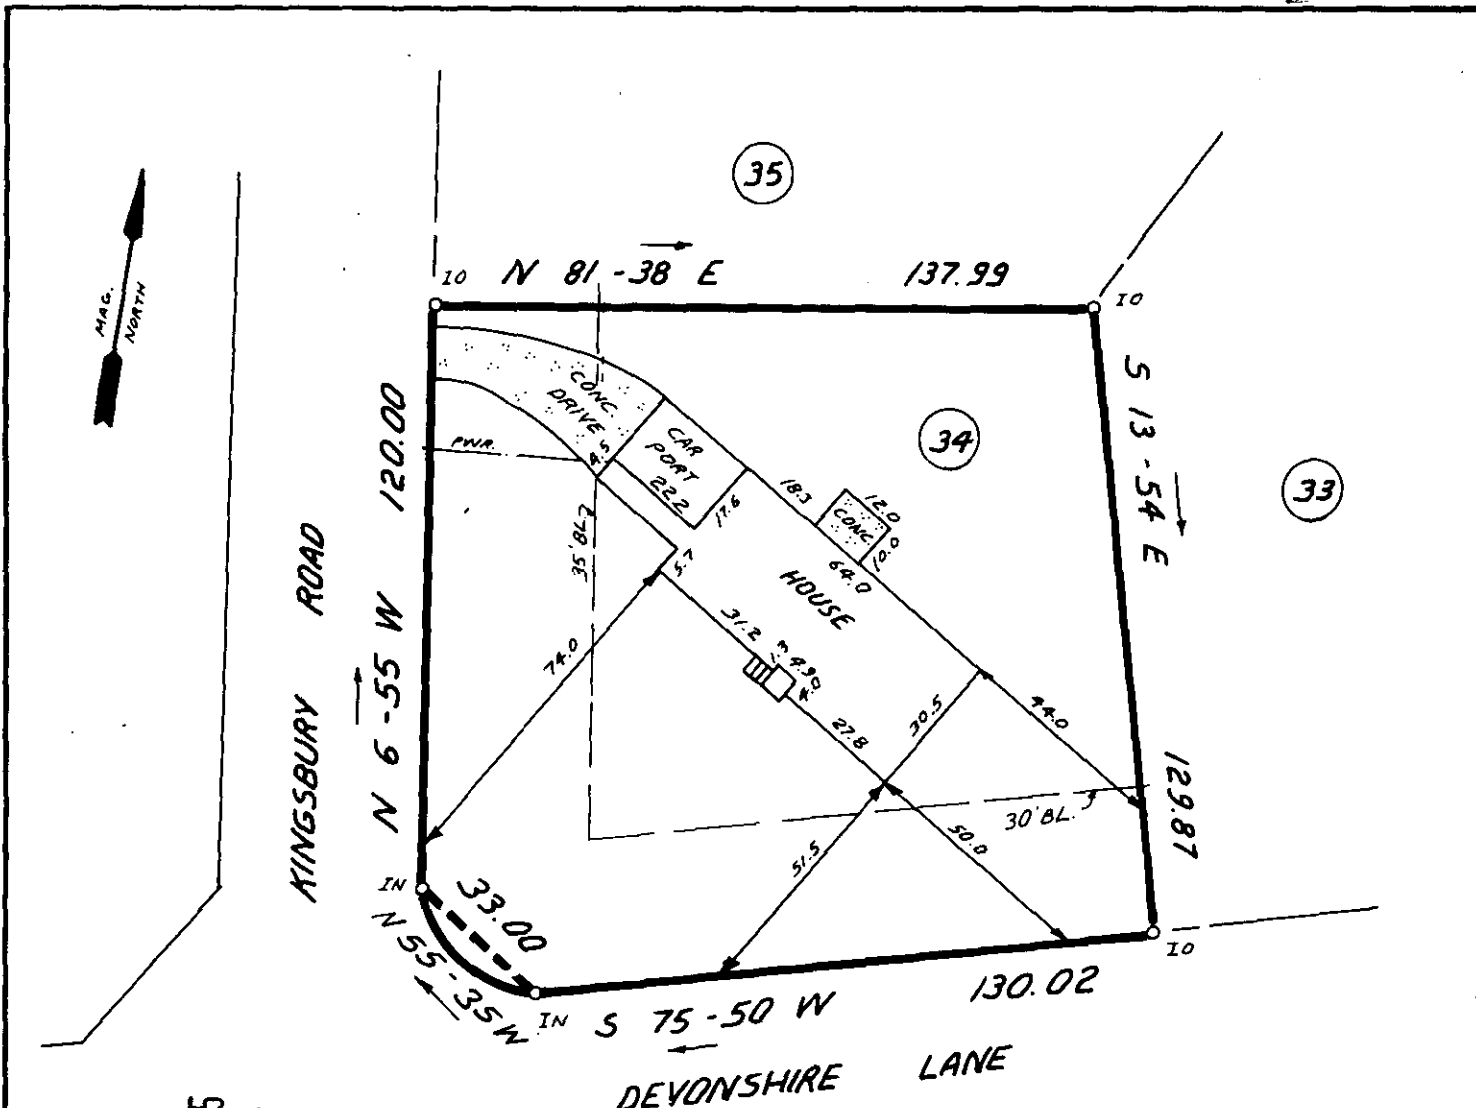 35
MAG.
NORTH
IO
N 81-38 E
137.99
IO
CONC.
DRIVE
CAR
PORT
22.2
17.6
4.5
PWR.
35' BL.
120.00
N 6-55 W
KINGSBURY ROAD
34
33
S 13-54 E
129.87
18.3
12.0
CONC.
10.0
64.0
HOUSE
5.7
31.2
74.0
27.8
30.5
44.0
30' BL.
51.5
50.0
IN
33.00
N 55-35 W
IN
S 75-50 W
130.02
IO
DEVONSHIRE LANE
5